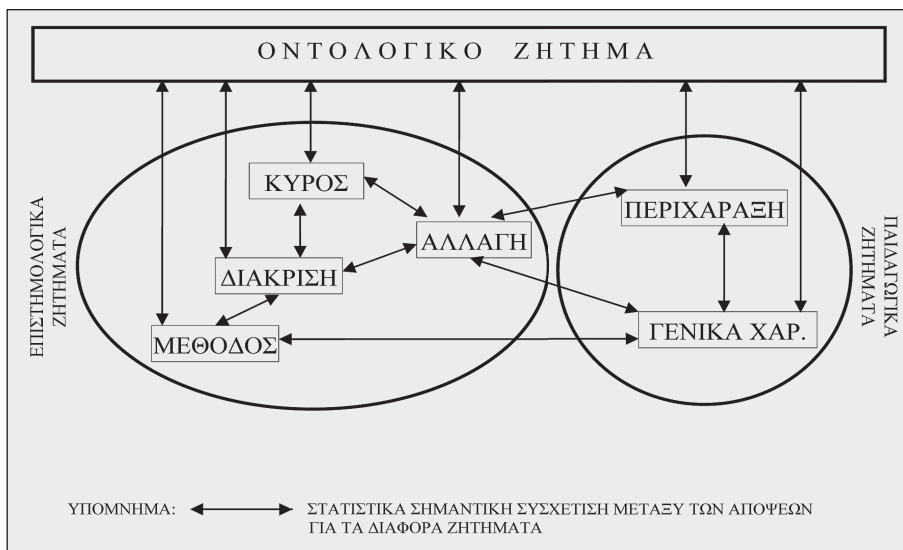 ΟΝΤΟΛΟΓΙΚΟ ΖΗΤΗΜΑ
ΕΠΙΣΤΗΜΟΛΟΓΙΚΑ
ΖΗΤΗΜΑΤΑ
ΚΥΡΟΣ
ΑΛΛΑΓΗ
ΔΙΑΚΡΙΣΗ
ΜΕΘΟΔΟΣ
ΠΕΡΙΧΑΡΑΞΗ
ΓΕΝΙΚΑ ΧΑΡ.
ΠΑΙΔΑΓΩΓΙΚΑ
ΖΗΤΗΜΑΤΑ
ΥΠΟΜΝΗΜΑ:
ΣΤΑΤΙΣΤΙΚΑ ΣΗΜΑΝΤΙΚΗ ΣΥΣΧΕΤΙΣΗ ΜΕΤΑΞΥ ΤΩΝ ΑΠΟΨΕΩΝ
ΓΙΑ ΤΑ ΔΙΑΦΟΡΑ ΖΗΤΗΜΑΤΑ